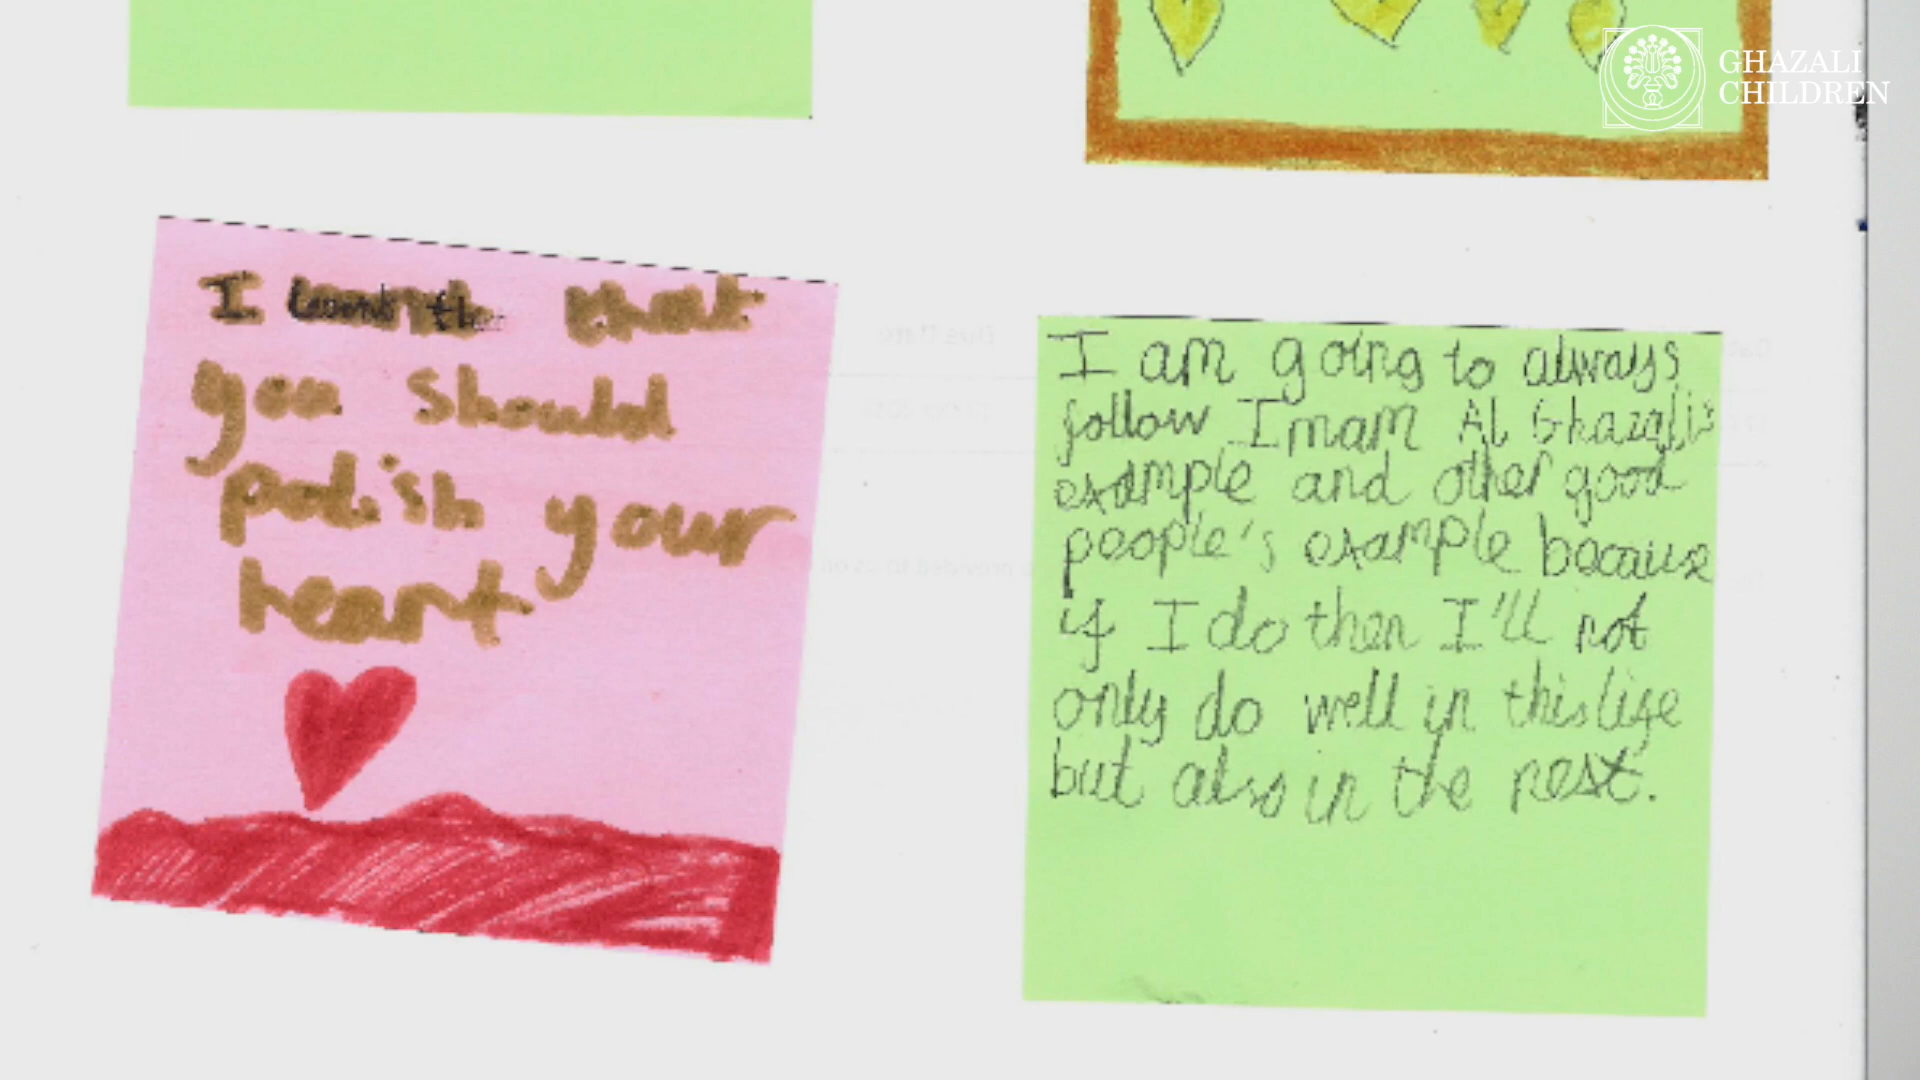 GHAZALI
CHILDREN
I that
you should
polish your
heart
I am going to always
follow Imam Al Ghazali's
example and other good
people's example because
if I do then I'll not
only do well in this life
but also in the next.